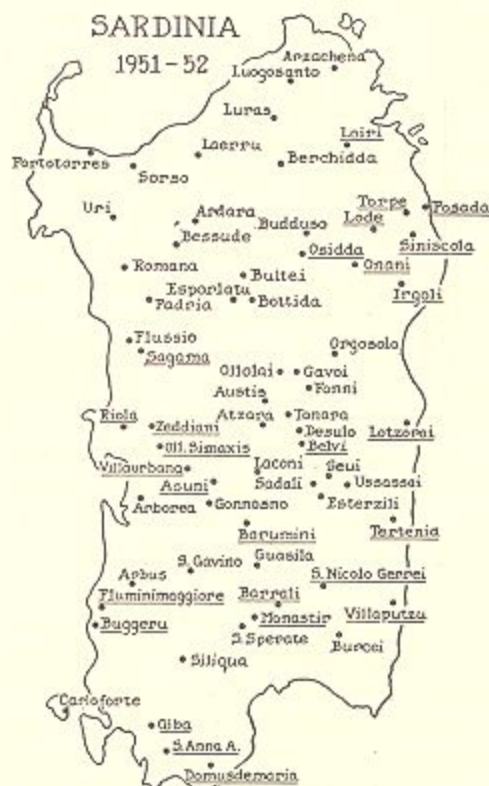 SARDINIA
1951-52
Arzachena
Luogosanto
Luras
Loiri
Laerru
Portotorres
Sorso
Berchidda
Uri
Ardara
Torpe
Posada
Budduso
Lode
Bessude
Siniscola
Osidda
Romana
Onani
Bultei
Esporlatu
Irgoli
Padria
Bottida
Flussio
Orgosolo
Sagama
Ollolai
Gavoi
Fonni
Austis
Riola
Atzara
Tonara
Zeddiani
Desulo
Lotzorai
Oll. Simaxis
Belvi
Villaurbana
Laconi
Seui
Asuni
Sadali
Ussassai
Arborea
Gonnosno
Esterzili
Barumini
Tertenia
S. Gavino
Guasila
Arbus
S. Nicolo Gerrei
Fluminimaggiore
Barrali
Villaputzu
Buggeru
Monastir
S. Sperate
Burcei
Siliqua
Carloforte
Giba
S. Anna A.
Domusdemaria